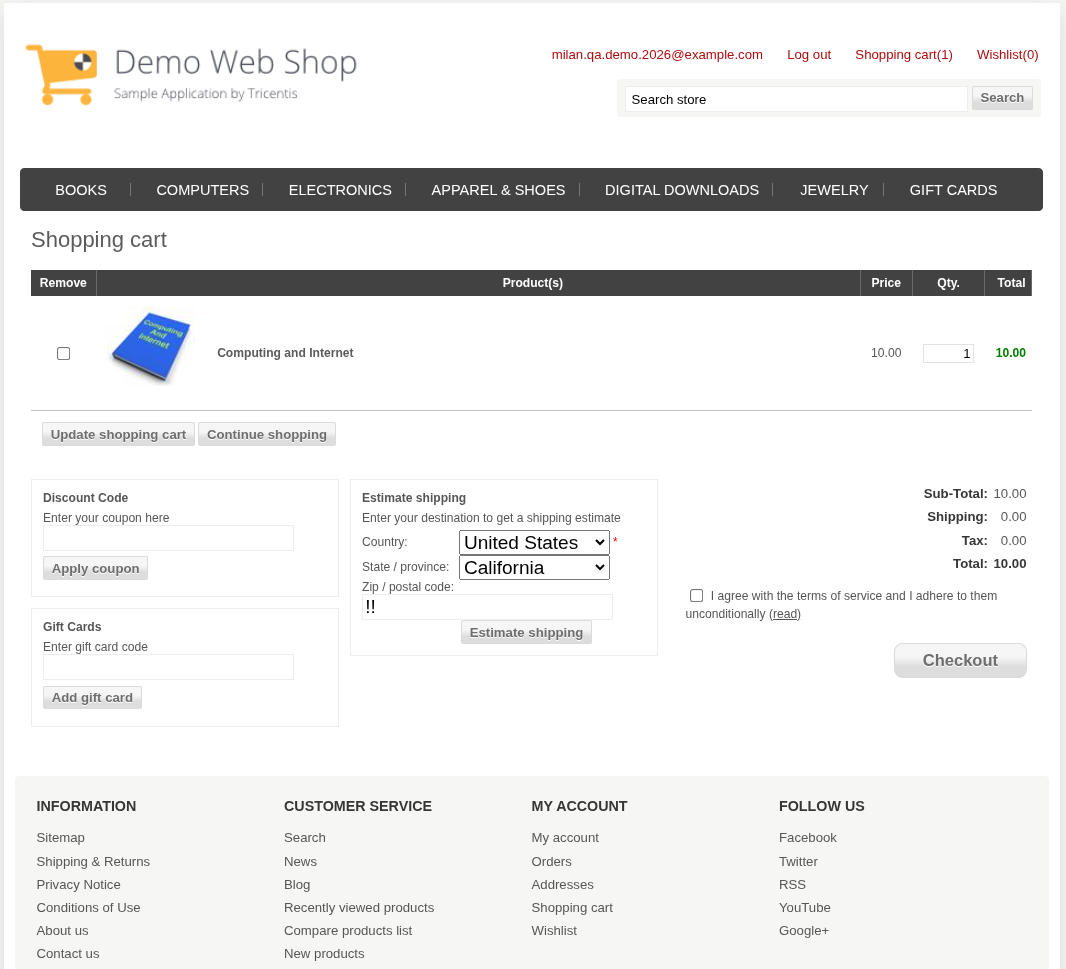 Demo Web Shop
Sample Application by Tricentis
milan.qa.demo.2026@example.com Log out Shopping cart(1) Wishlist(0)
Search store Search
BOOKS COMPUTERS ELECTRONICS APPAREL & SHOES DIGITAL DOWNLOADS JEWELRY GIFT CARDS
Shopping cart
Remove Product(s) Price Qty. Total
Computing
And
Internet
Computing and Internet 10.00 1 10.00
Update shopping cart Continue shopping
Discount Code
Enter your coupon here
Apply coupon
Gift Cards
Enter gift card code
Add gift card
Estimate shipping
Enter your destination to get a shipping estimate
Country: United States *
State / province: California
Zip / postal code:
!!
Estimate shipping
Sub-Total: 10.00
Shipping: 0.00
Tax: 0.00
Total: 10.00
I agree with the terms of service and I adhere to them
unconditionally (read)
Checkout
INFORMATION
Sitemap
Shipping & Returns
Privacy Notice
Conditions of Use
About us
Contact us
CUSTOMER SERVICE
Search
News
Blog
Recently viewed products
Compare products list
New products
MY ACCOUNT
My account
Orders
Addresses
Shopping cart
Wishlist
FOLLOW US
Facebook
Twitter
RSS
YouTube
Google+